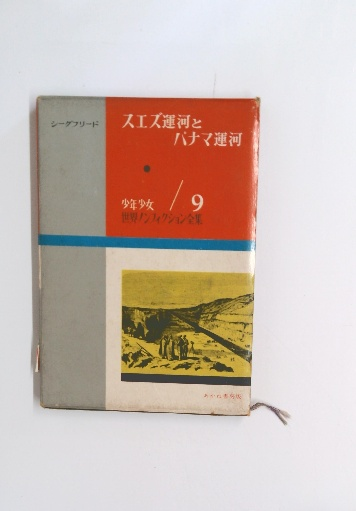 シーグフリード
スエズ運河と
パナマ運河
少年少女 / 9
世界ノンフィクション全集